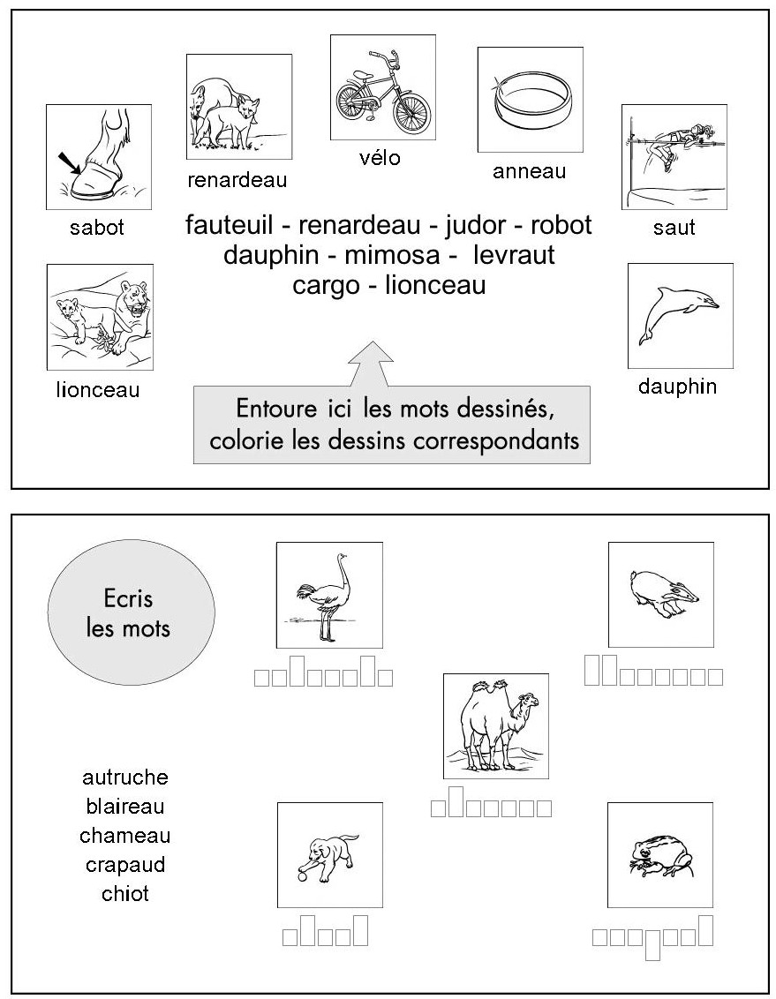 vélo
anneau
renardeau
sabot
saut
fauteuil - renardeau - judor - robot
dauphin - mimosa - levraut
cargo - lionceau
lionceau
dauphin
Entoure ici les mots dessinés,
colorie les dessins correspondants
Ecris
les mots
autruche
blaireau
chameau
crapaud
chiot